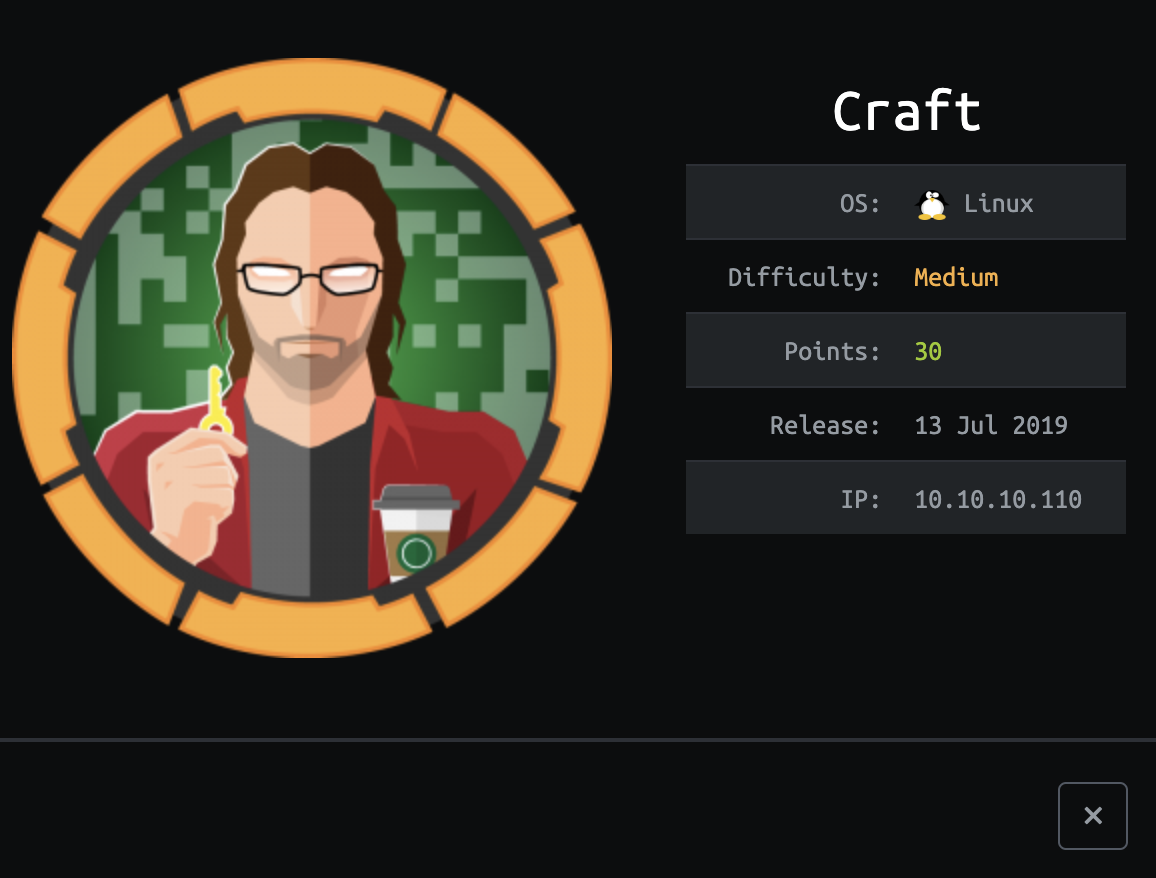 Craft
OS: Linux
Difficulty: Medium
Points: 30
Release: 13 Jul 2019
IP: 10.10.10.110